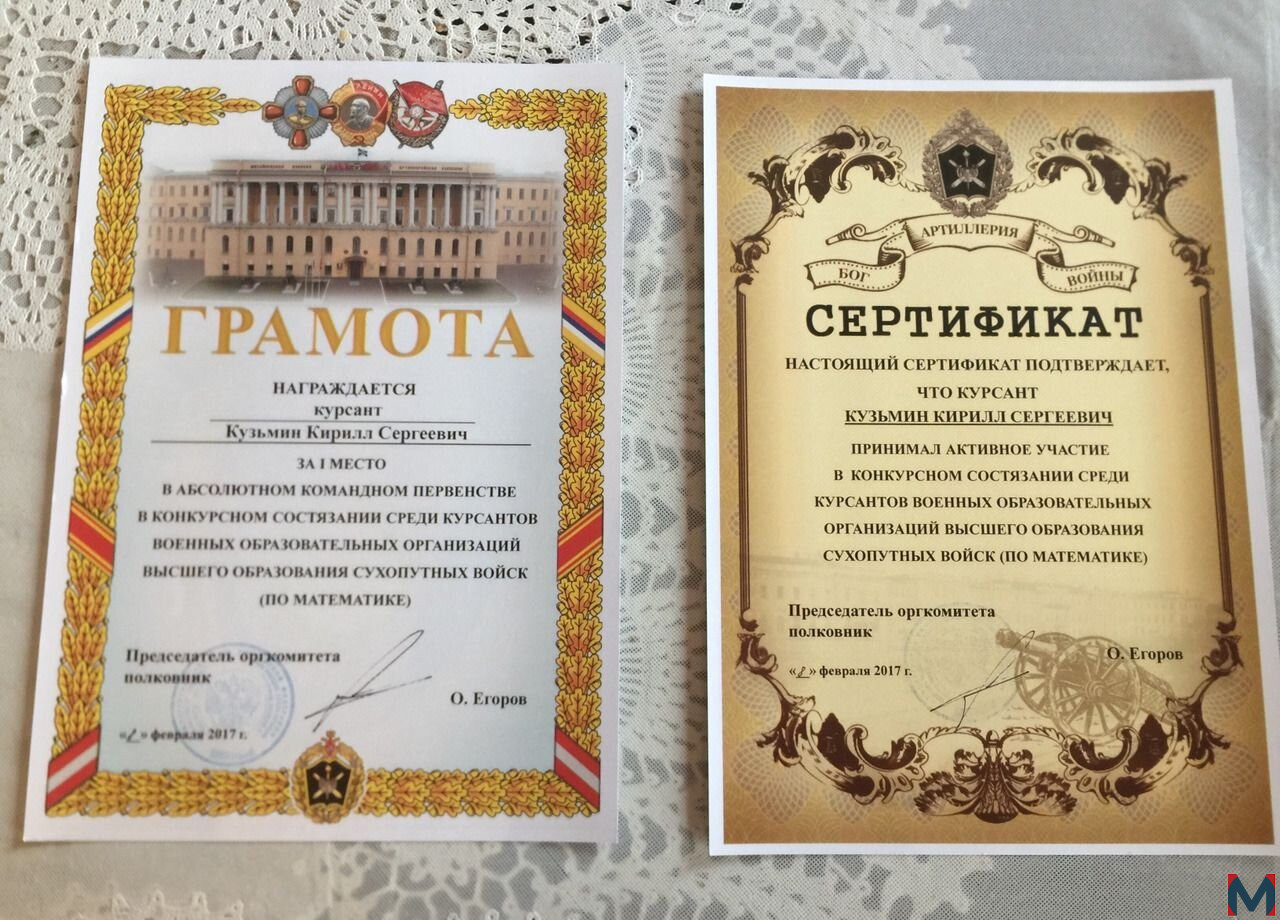 ГРАМОТА
НАГРАЖДАЕТСЯ
курсант
Кузьмин Кирилл Сергеевич
ЗА I МЕСТО
В АБСОЛЮТНОМ КОМАНДНОМ ПЕРВЕНСТВЕ
В КОНКУРСНОМ СОСТЯЗАНИИ СРЕДИ КУРСАНТОВ
ВОЕННЫХ ОБРАЗОВАТЕЛЬНЫХ ОРГАНИЗАЦИЙ
ВЫСШЕГО ОБРАЗОВАНИЯ СУХОПУТНЫХ ВОЙСК
(ПО МАТЕМАТИКЕ)
Председатель оргкомитета
полковник
О. Егоров
«2» февраля 2017 г.
АРТИЛЛЕРИЯ
БОГ ВОЙНЫ
СЕРТИФИКАТ
НАСТОЯЩИЙ СЕРТИФИКАТ ПОДТВЕРЖДАЕТ,
ЧТО КУРСАНТ
КУЗЬМИН КИРИЛЛ СЕРГЕЕВИЧ
ПРИНИМАЛ АКТИВНОЕ УЧАСТИЕ
В КОНКУРСНОМ СОСТЯЗАНИИ СРЕДИ
КУРСАНТОВ ВОЕННЫХ ОБРАЗОВАТЕЛЬНЫХ
ОРГАНИЗАЦИЙ ВЫСШЕГО ОБРАЗОВАНИЯ
СУХОПУТНЫХ ВОЙСК (ПО МАТЕМАТИКЕ)
Председатель оргкомитета
полковник
О. Егоров
«2» февраля 2017 г.
М